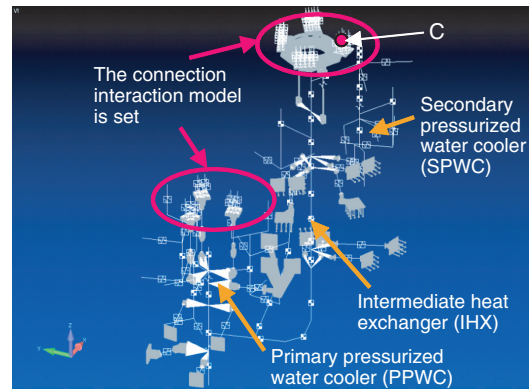 VI
C
The connection
interaction model
is set
Secondary
pressurized
water cooler
(SPWC)
Intermediate heat
exchanger (IHX)
Primary pressurized
water cooler (PPWC)
Z
Y
X